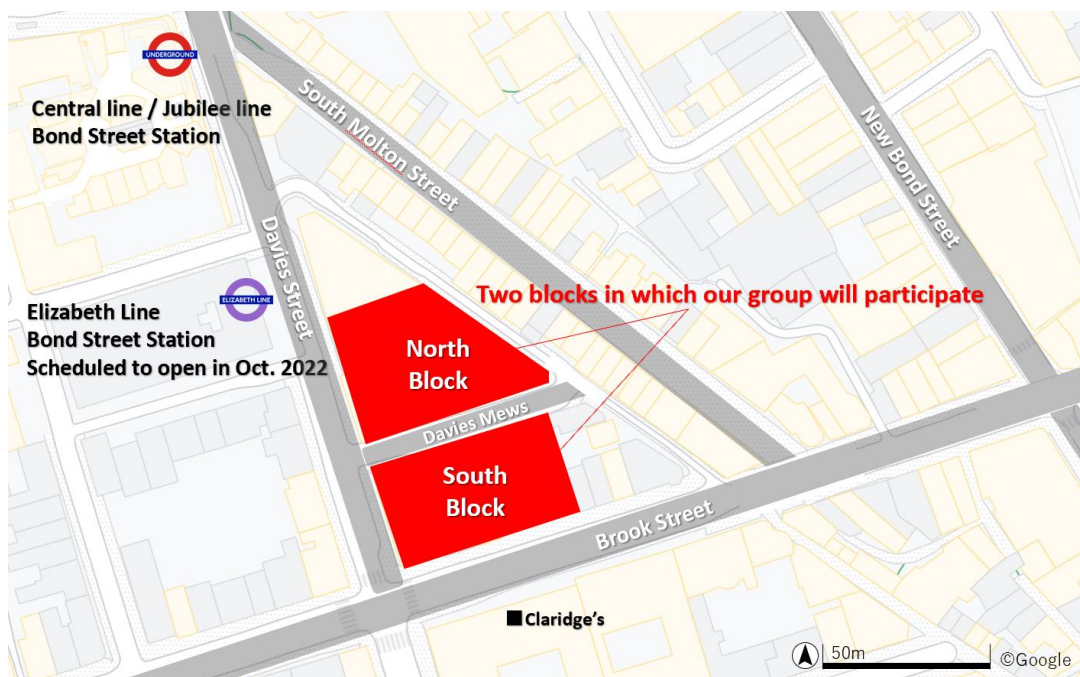 UNDERGROUND
Central line / Jubilee line
Bond Street Station
South Molton Street
New Bond Street
Davies Street
ELIZABETH LINE
Elizabeth Line
Bond Street Station
Scheduled to open in Oct. 2022
Two blocks in which our group will participate
North
Block
Davies Mews
South
Block
Brook Street
Claridge's
50m
©Google